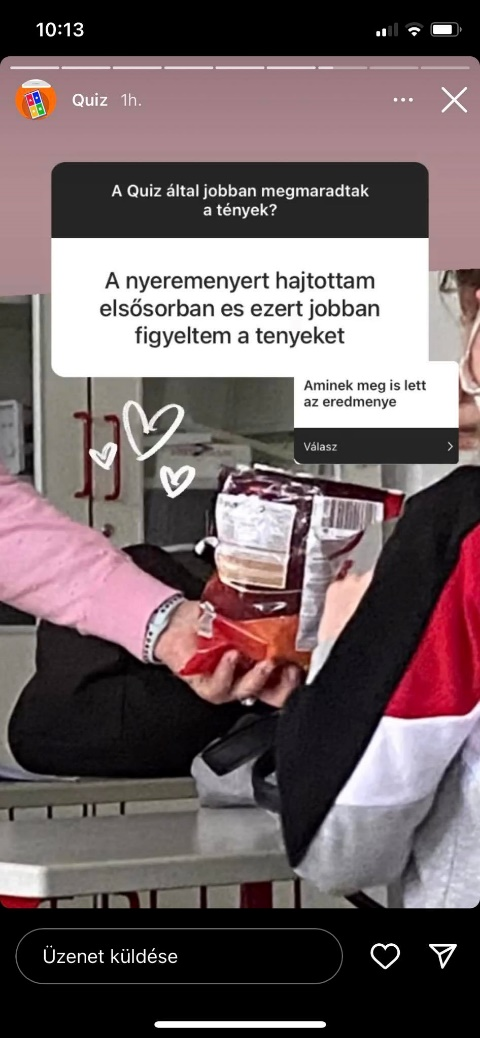 10:13
Quiz 1h.
A Quiz által jobban megmaradtak
a tények?
A nyeremenyert hajtottam
elsősorban es ezert jobban
figyeltem a tenyeket
Aminek meg is lett
az eredmenye
Válasz
Üzenet küldése